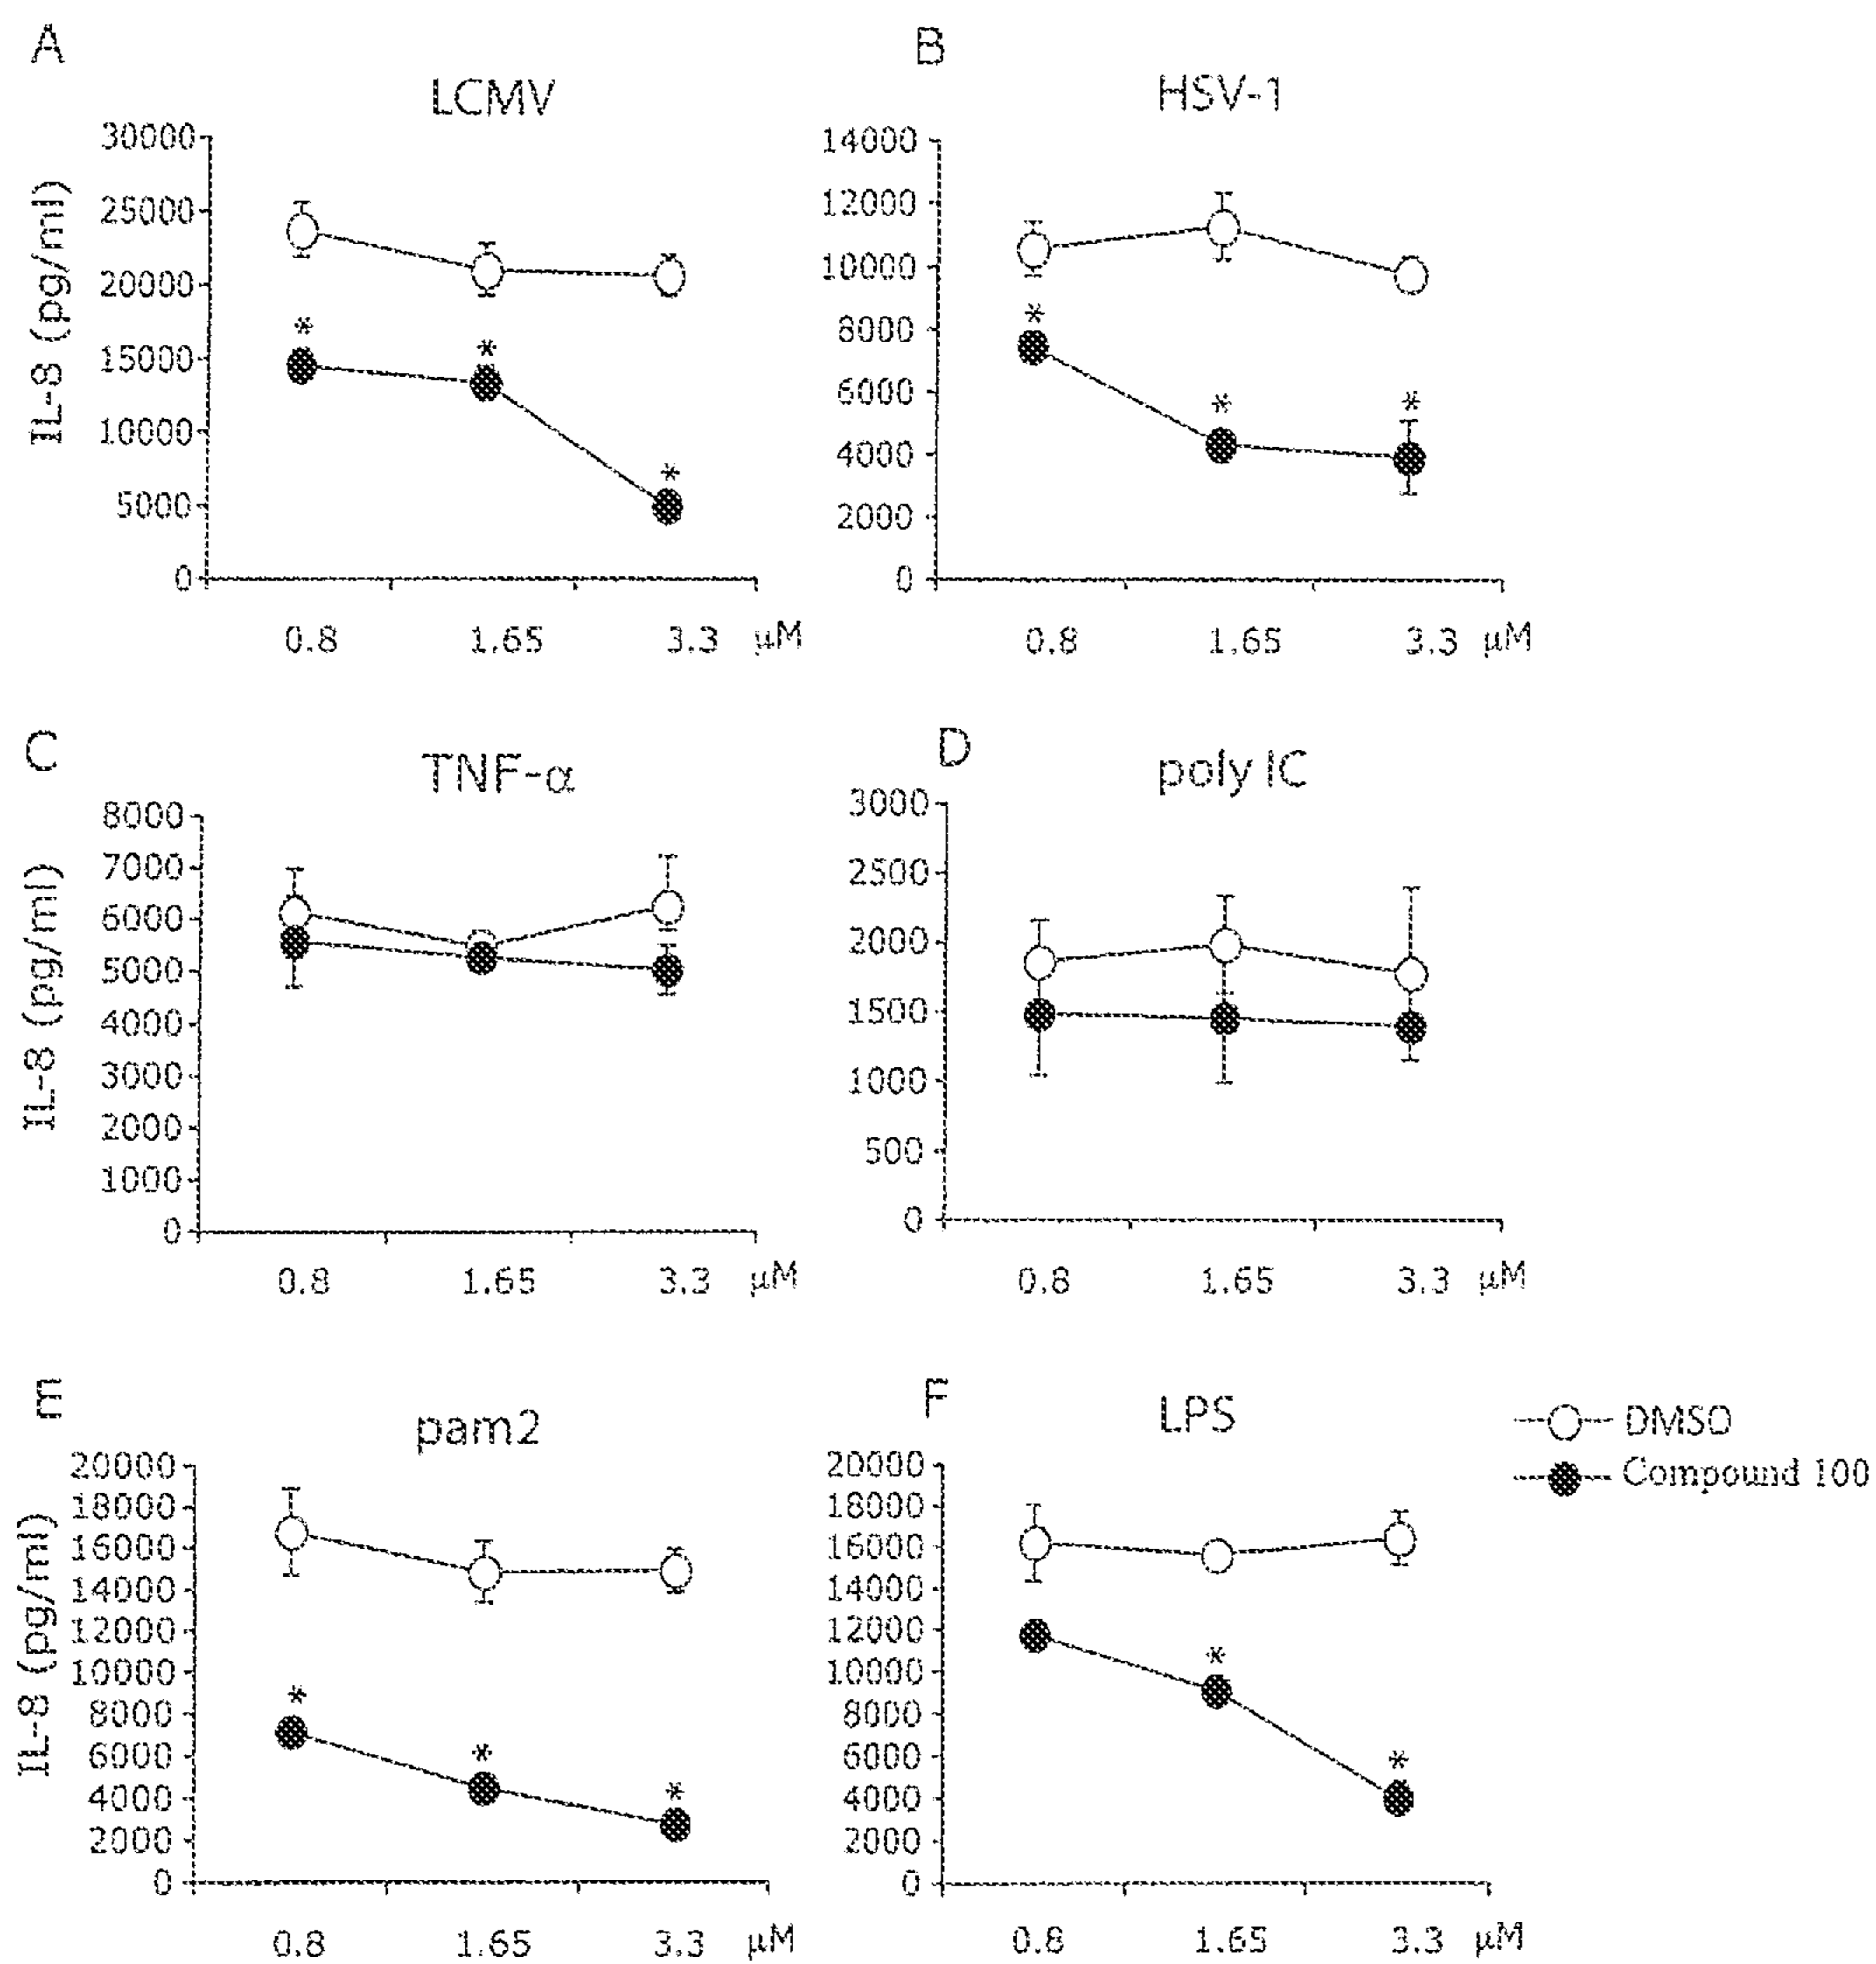 A
LCMV
IL-8 (pg/ml)
30000
25000
20000
15000
10000
5000
0
*
*
*
0.8 1.65 3.3 μM
B
HSV-1
14000
12000
10000
8000
6000
4000
2000
0
*
*
*
0.8 1.65 3.3 μM
C
TNF-α
IL-8 (pg/ml)
8000
7000
6000
5000
4000
3000
2000
1000
0
0.8 1.65 3.3 μM
D
poly IC
3000
2500
2000
1500
1000
500
0
0.8 1.65 3.3 μM
E
pam2
IL-8 (pg/ml)
20000
18000
16000
14000
12000
10000
8000
6000
4000
2000
0
*
*
*
0.8 1.65 3.3 μM
F
LPS
20000
18000
16000
14000
12000
10000
8000
6000
4000
2000
0
*
*
0.8 1.65 3.3 μM
DMSO
Compound 100